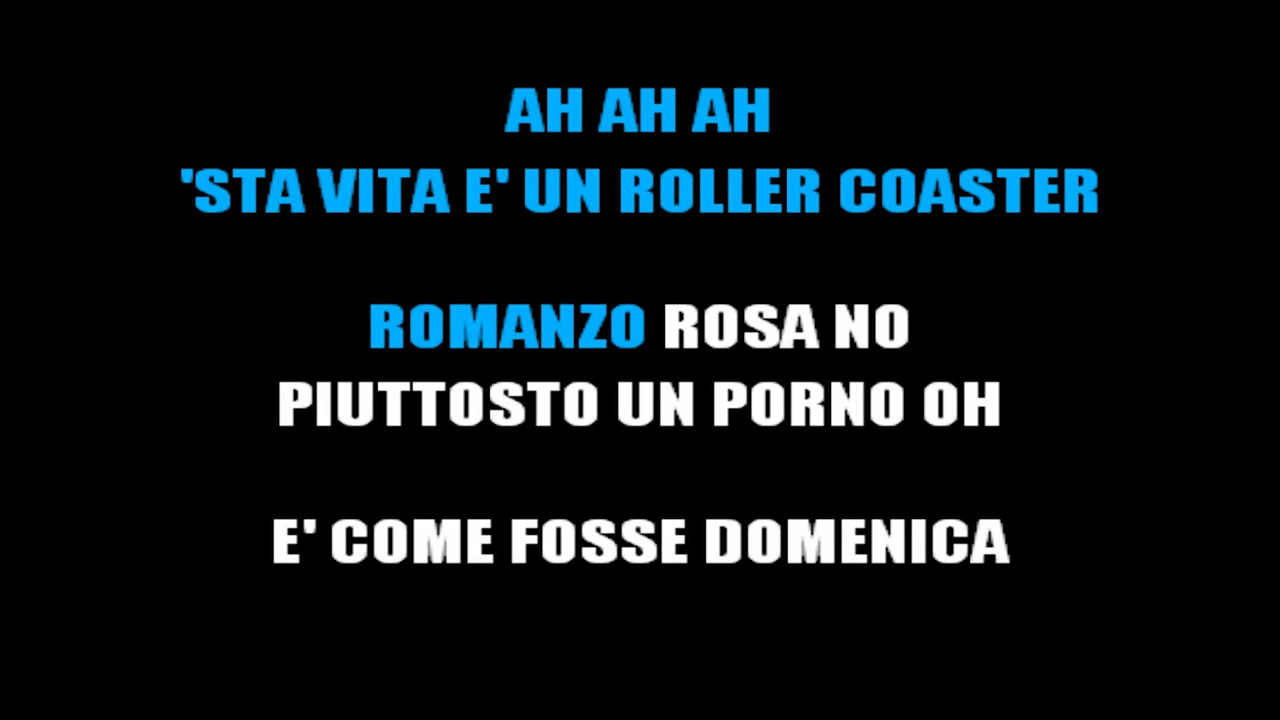 AH AH AH
'STA VITA E' UN ROLLER COASTER
ROMANZO ROSA NO
PIUTTOSTO UN PORNO OH
E' COME FOSSE DOMENICA